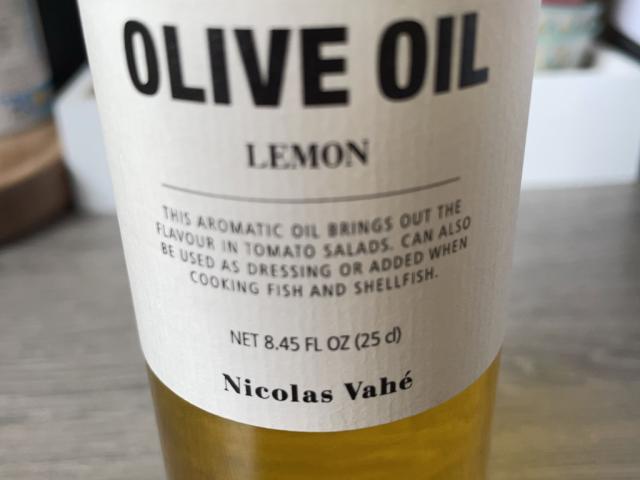 OLIVE OIL
LEMON
THIS AROMATIC OIL BRINGS OUT THE
FLAVOUR IN TOMATO SALADS. CAN ALSO
BE USED AS DRESSING OR ADDED WHEN
COOKING FISH AND SHELLFISH.
NET 8.45 FL OZ (25 cl)
Nicolas Vahé